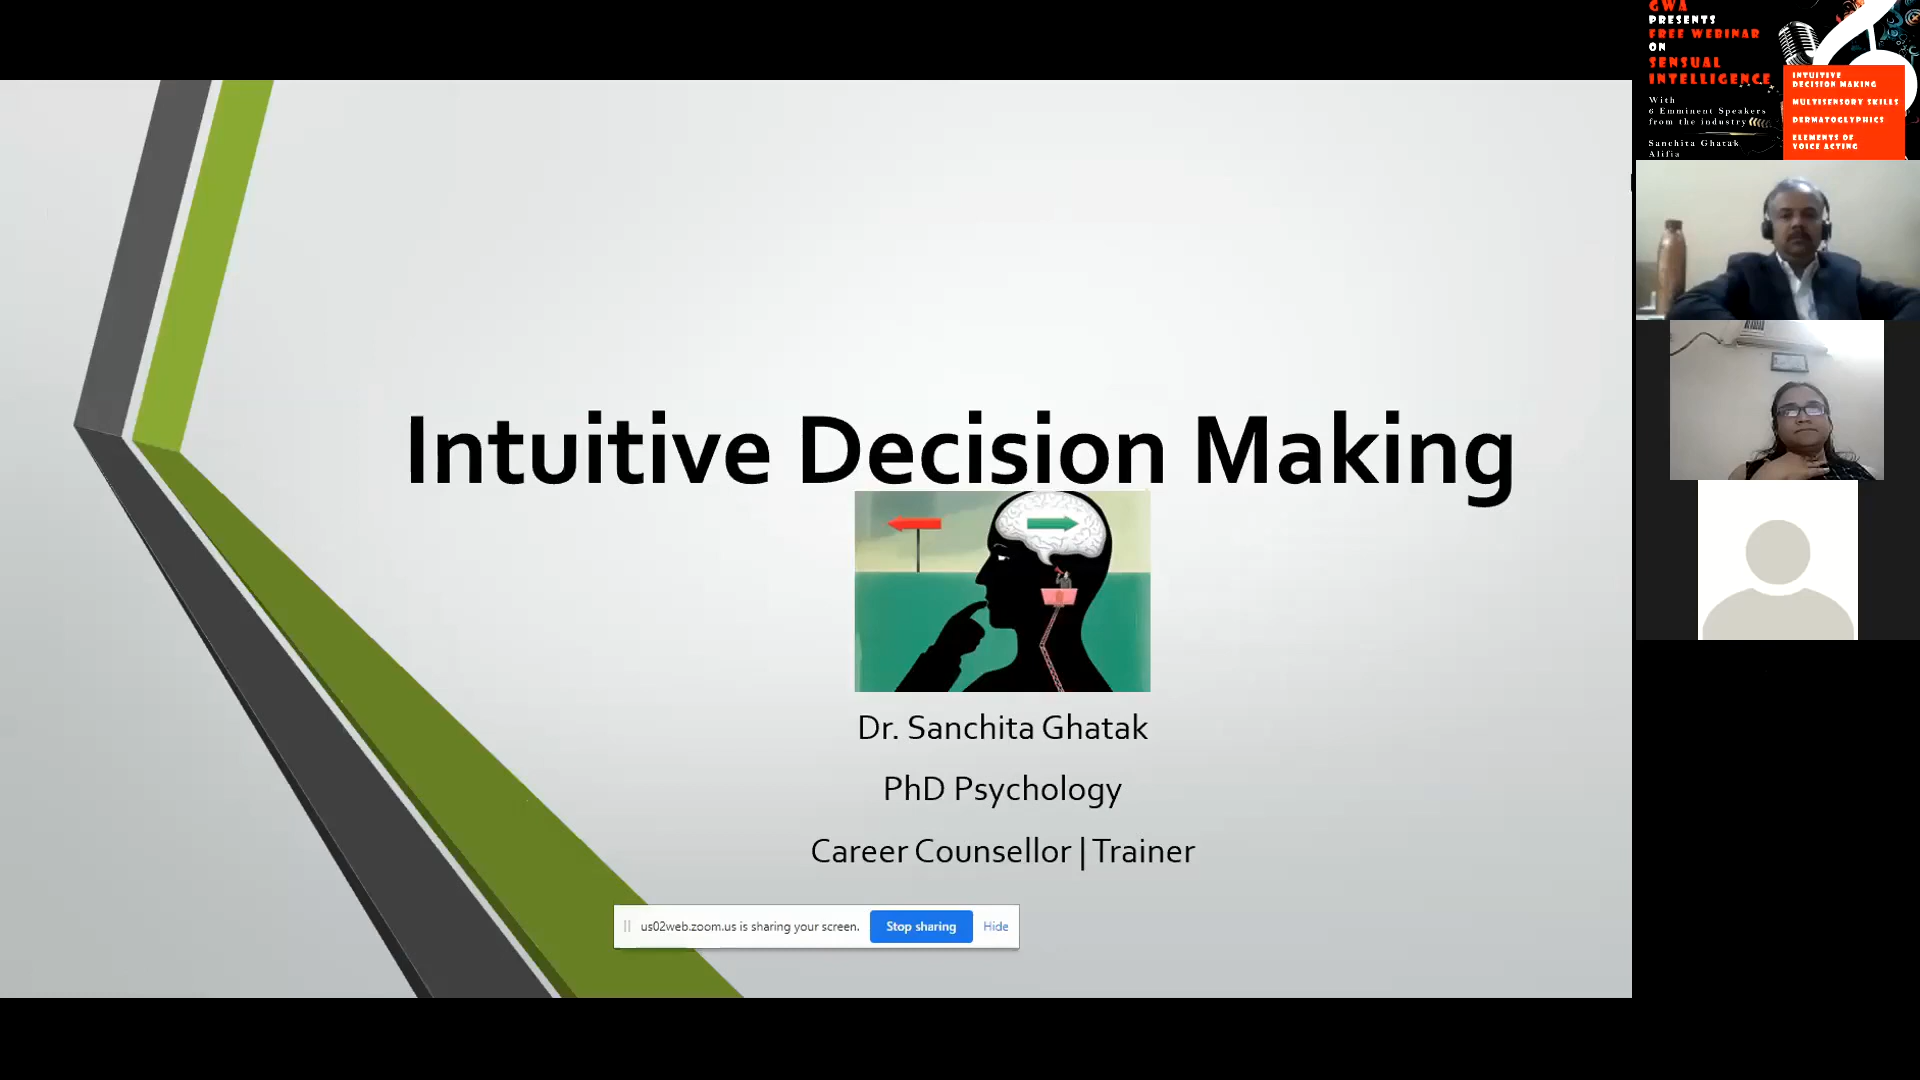 Intuitive Decision Making
Dr. Sanchita Ghatak
PhD Psychology
Career Counsellor | Trainer
us02web.zoom.us is sharing your screen.
Stop sharing
Hide
GWA
PRESENTS
FREE WEBINAR
ON
SENSUAL
INTELLIGENCE
With
6 Emminent Speakers
from the industry
Sanchita Ghatak
Alifia
INTUITIVE
DECISION MAKING
MULTISENSORY SKILLS
DERMATOGLYPHICS
ELEMENTS OF
VOICE ACTING